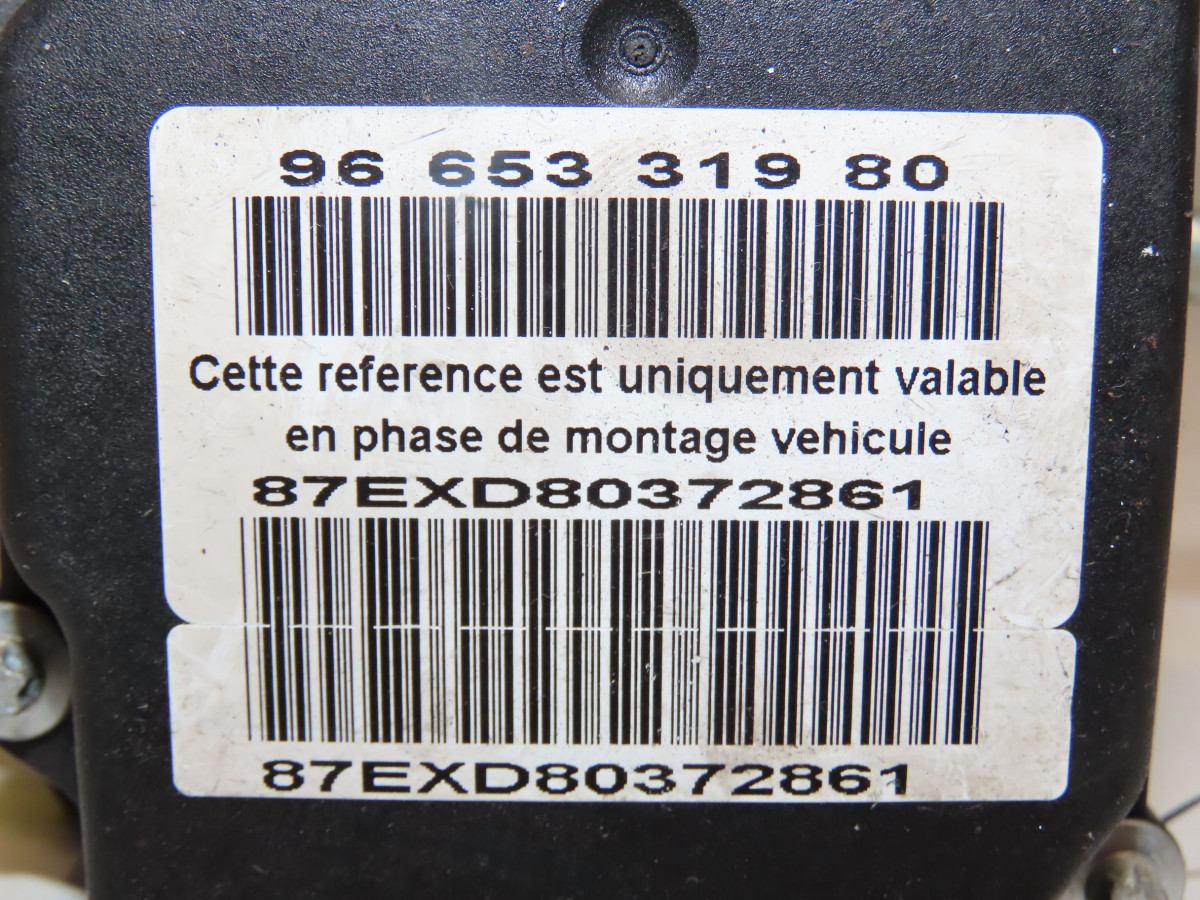 96 653 319 80
Cette reference est uniquement valable
en phase de montage vehicule
87EXD80372861
87EXD80372861